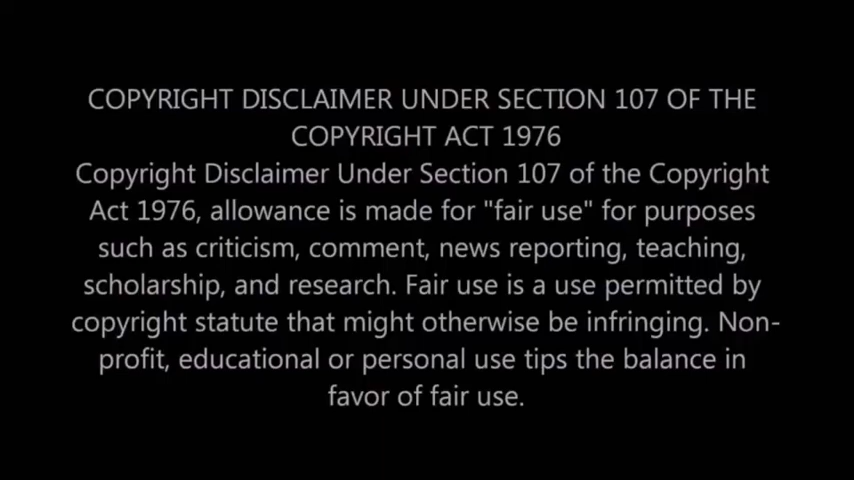 COPYRIGHT DISCLAIMER UNDER SECTION 107 OF THE
COPYRIGHT ACT 1976
Copyright Disclaimer Under Section 107 of the Copyright
Act 1976, allowance is made for "fair use" for purposes
such as criticism, comment, news reporting, teaching,
scholarship, and research. Fair use is a use permitted by
copyright statute that might otherwise be infringing. Non-
profit, educational or personal use tips the balance in
favor of fair use.